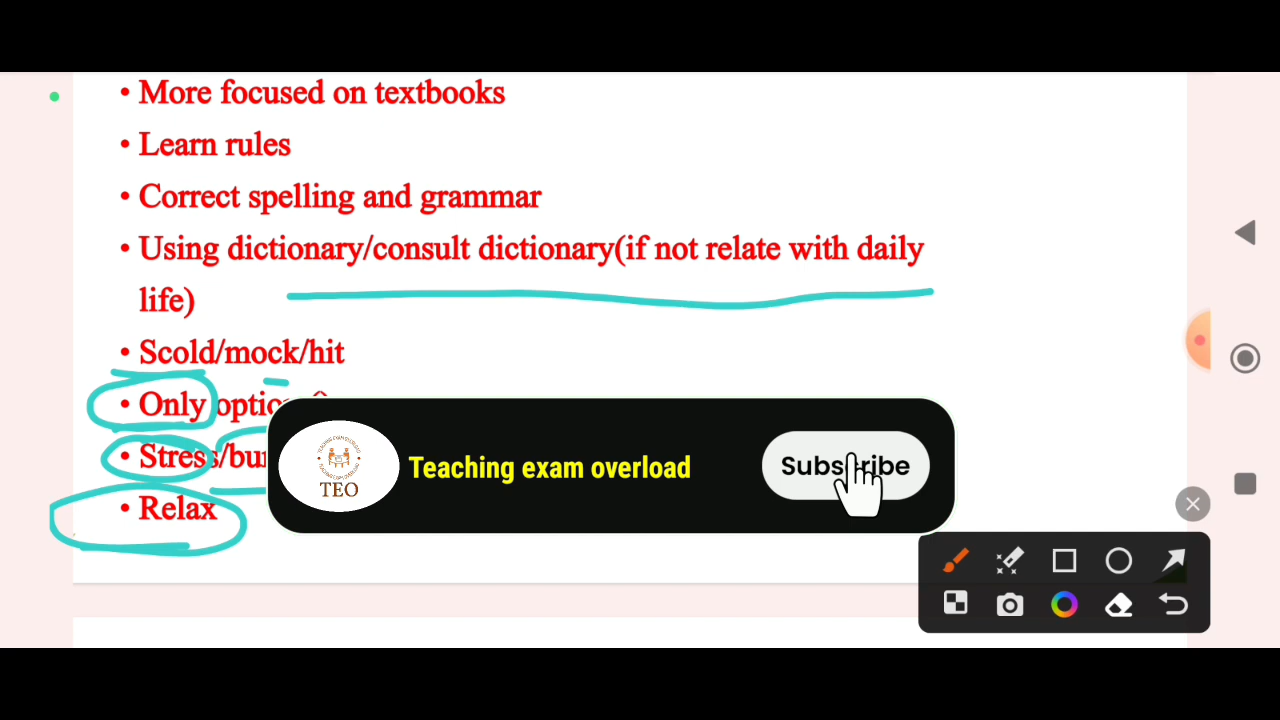 • More focused on textbooks
• Learn rules
• Correct spelling and grammar
• Using dictionary/consult dictionary(if not relate with daily
life)
• Scold/mock/hit
• Only
• Stress/
• Relax
TEO
Teaching exam overload
Subscribe